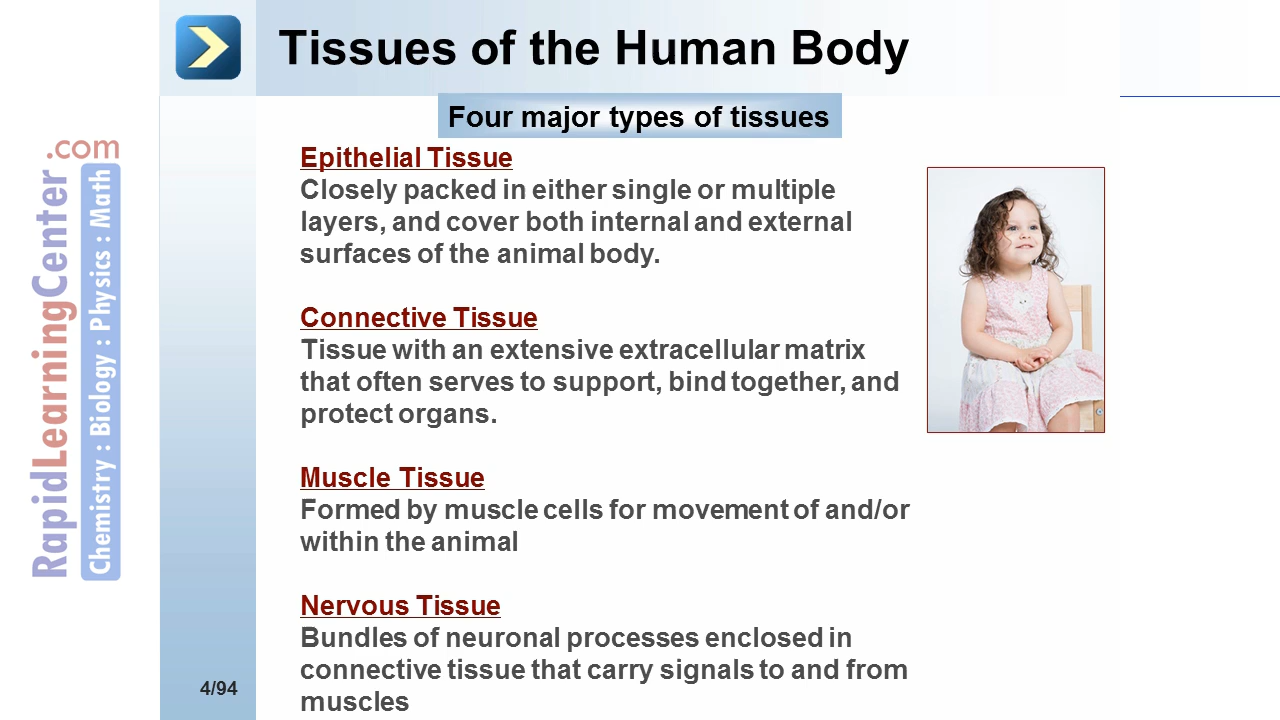 Tissues of the Human Body
Four major types of tissues
Epithelial Tissue
Closely packed in either single or multiple
layers, and cover both internal and external
surfaces of the animal body.
Connective Tissue
Tissue with an extensive extracellular matrix
that often serves to support, bind together, and
protect organs.
Muscle Tissue
Formed by muscle cells for movement of and/or
within the animal
Nervous Tissue
Bundles of neuronal processes enclosed in
connective tissue that carry signals to and from
muscles
4/94
RapidLearningCenter.com
Chemistry : Biology : Physics : Math